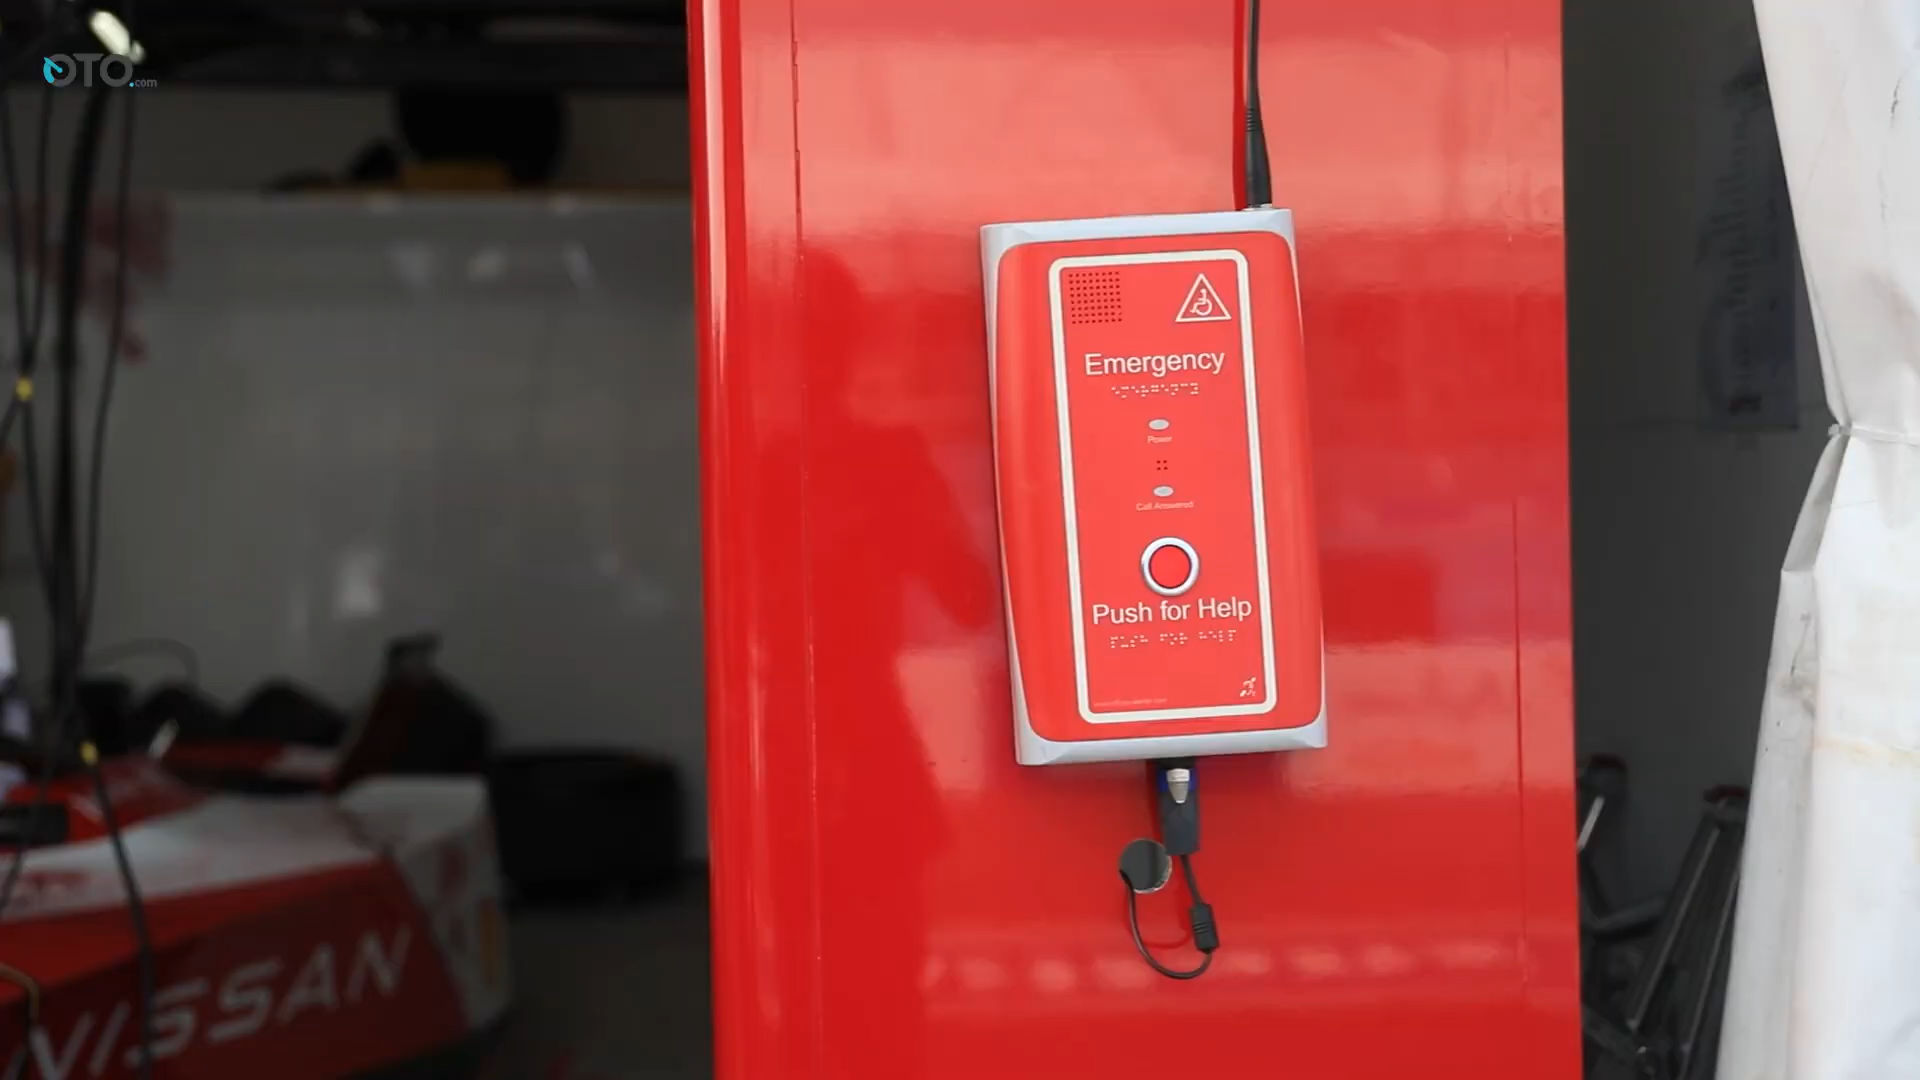 OTO.com
Emergency
Power
Call Answered
Push for Help
NISSAN